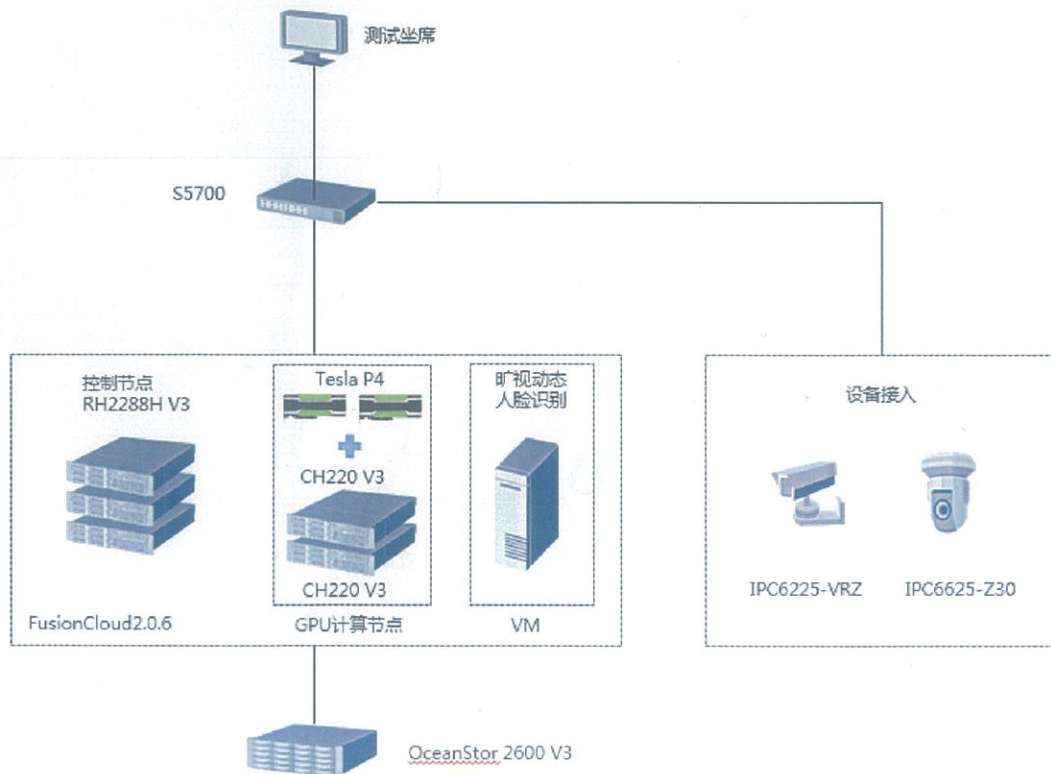 测试坐席
S5700
控制节点
RH2288H V3
Tesla P4
CH220 V3
CH220 V3
旷视动态
人脸识别
FusionCloud2.0.6
GPU计算节点
VM
设备接入
IPC6225-VRZ
IPC6625-Z30
OceanStor 2600 V3